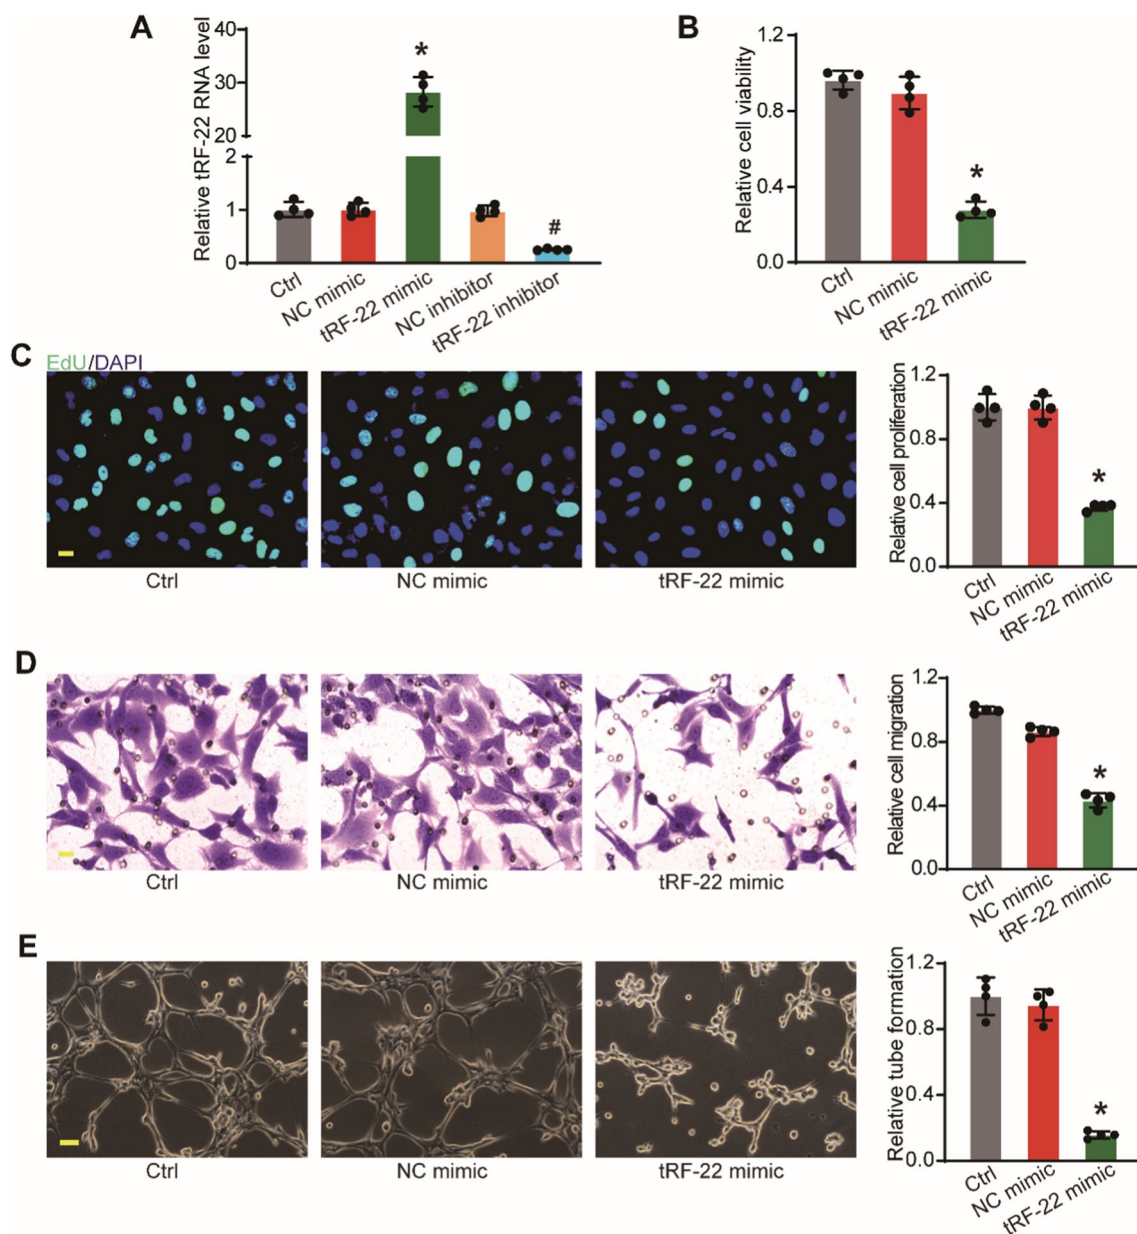 A
Relative tRF-22 RNA level
40
30
20
2
1
0
*
#
Ctrl
NC mimic
tRF-22 mimic
NC inhibitor
tRF-22 inhibitor
B
Relative cell viability
1.2
0.8
0.4
0.0
*
Ctrl
NC mimic
tRF-22 mimic
C
EdU/DAPI
Ctrl
NC mimic
tRF-22 mimic
Relative cell proliferation
1.2
0.8
0.4
0.0
*
Ctrl
NC mimic
tRF-22 mimic
D
Ctrl
NC mimic
tRF-22 mimic
Relative cell migration
1.2
0.8
0.4
0.0
*
Ctrl
NC mimic
tRF-22 mimic
E
Ctrl
NC mimic
tRF-22 mimic
Relative tube formation
1.2
0.8
0.4
0.0
*
Ctrl
NC mimic
tRF-22 mimic